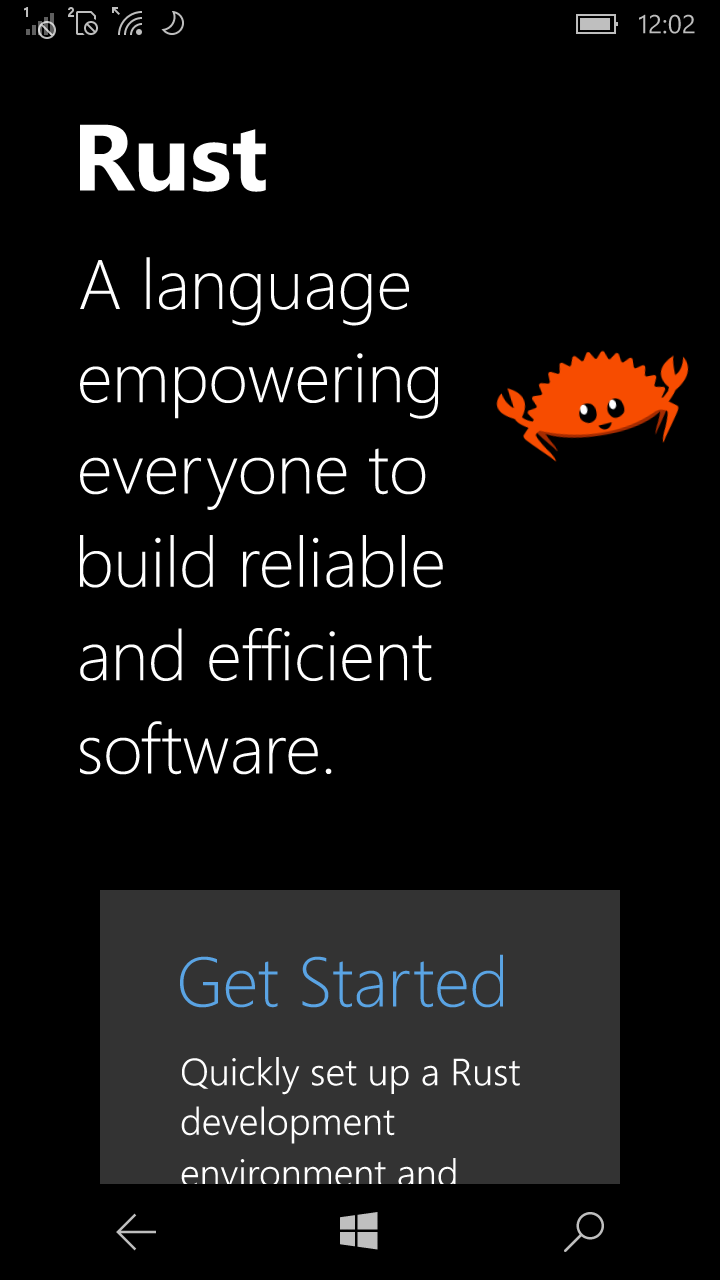 1 2 12:02
Rust
A language
empowering
everyone to
build reliable
and efficient
software.
Get Started
Quickly set up a Rust
development
environment and